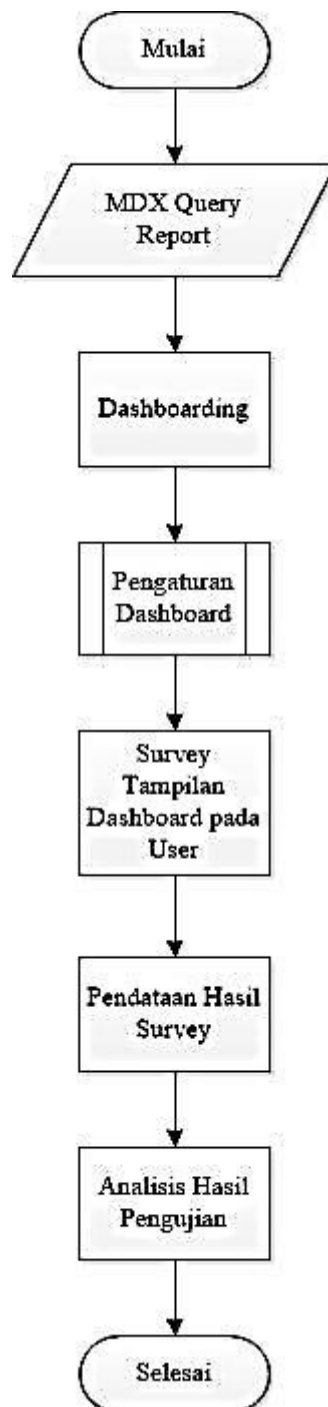 Mulai
MDX Query
Report
Dashboarding
Pengaturan
Dashboard
Survey
Tampilan
Dashboard pada
User
Pendataan Hasil
Survey
Analisis Hasil
Pengujian
Selesai